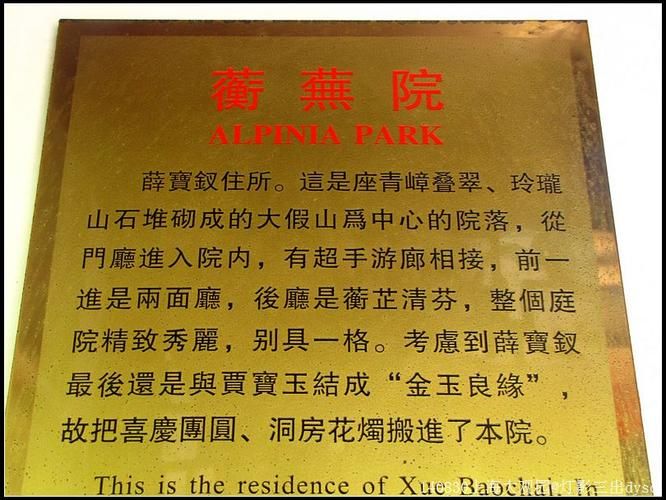 蘅蕪院
ALPINIA PARK
薛寶釵住所。這是座青嶂叠翠、玲瓏
山石堆砌成的大假山爲中心的院落，從
門廳進入院内，有超手游廊相接，前一
進是兩面廳，後廳是蘅芷清芬，整個庭
院精致秀麗，别具一格。考慮到薛寶釵
最後還是與賈寶玉結成“金玉良緣”，
故把喜慶團圓、洞房花燭搬進了本院。
This is the residence of Xue Baochai. In